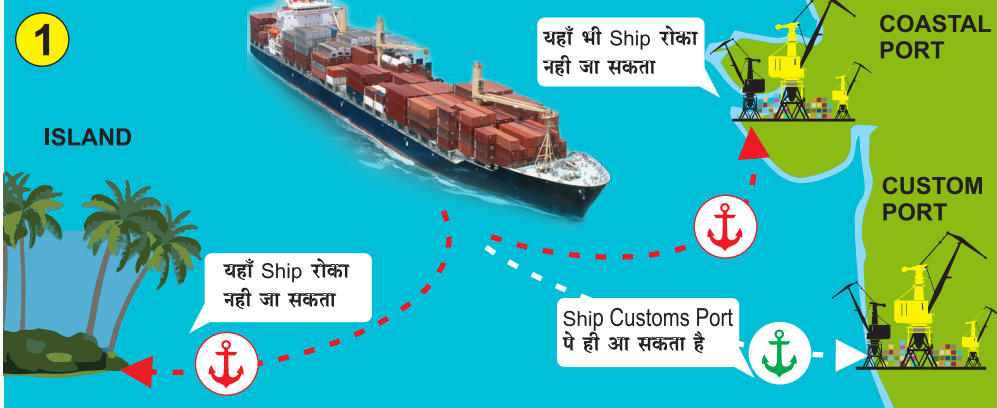 1
यहाँ भी Ship रोका
नही जा सकता
COASTAL
PORT
ISLAND
CUSTOM
PORT
यहाँ Ship रोका
नही जा सकता
Ship Customs Port
पे ही आ सकता है